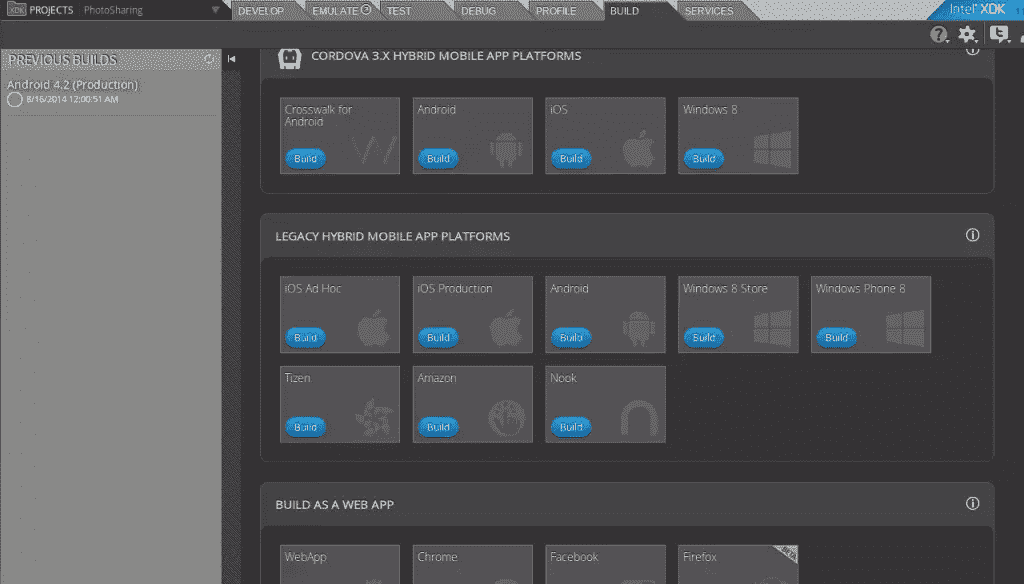 XDK PROJECTS PhotoSharing
DEVELOP EMULATE TEST DEBUG PROFILE BUILD SERVICES
Intel XDK
PREVIOUS BUILDS
Android 4.2 (Production)
8/16/2014 12:00:51 AM
CORDOVA 3.X HYBRID MOBILE APP PLATFORMS
Crosswalk for
Android
Build
Android
Build
iOS
Build
Windows 8
Build
LEGACY HYBRID MOBILE APP PLATFORMS
iOS Ad Hoc
Build
iOS Production
Build
Android
Build
Windows 8 Store
Build
Windows Phone 8
Build
Tizen
Build
Amazon
Build
Nook
Build
BUILD AS A WEB APP
WebApp
Chrome
Facebook
Firefox